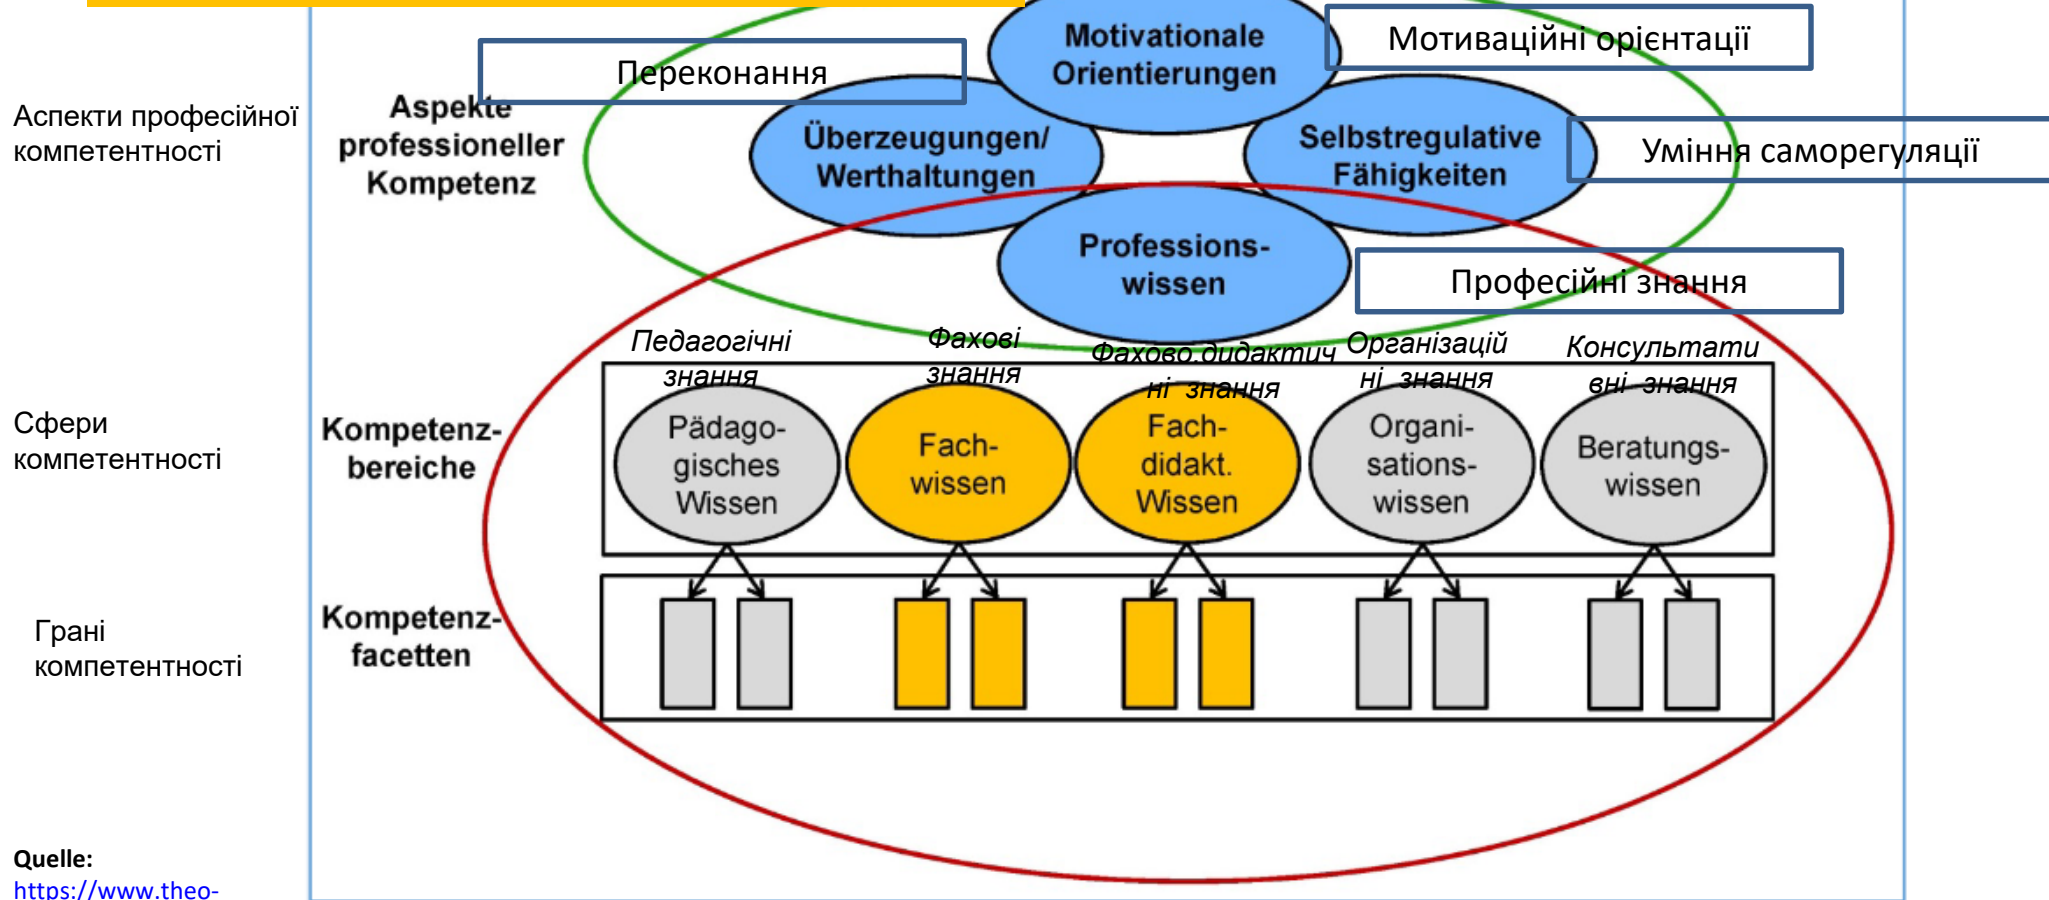 Motivationale
Orientierungen
Мотиваційні орієнтації
Переконання
Аспекти професійної
компетентності
Aspekte
professioneller
Kompetenz
Überzeugungen/
Werthaltungen
Selbstregulative
Fähigkeiten
Уміння саморегуляції
Professions-
wissen
Професійні знання
Педагогічні
знання
Фахові
знання
Фахово.дидактич
ні знання
Організацій
ні знання
Консультати
вні знання
Сфери
компетентності
Kompetenz-
bereiche
Pädago-
gisches
Wissen
Fach-
wissen
Fach-
didakt.
Wissen
Organi-
sations-
wissen
Beratungs-
wissen
Грані
компетентності
Kompetenz-
facetten
Quelle:
https://www.theo-